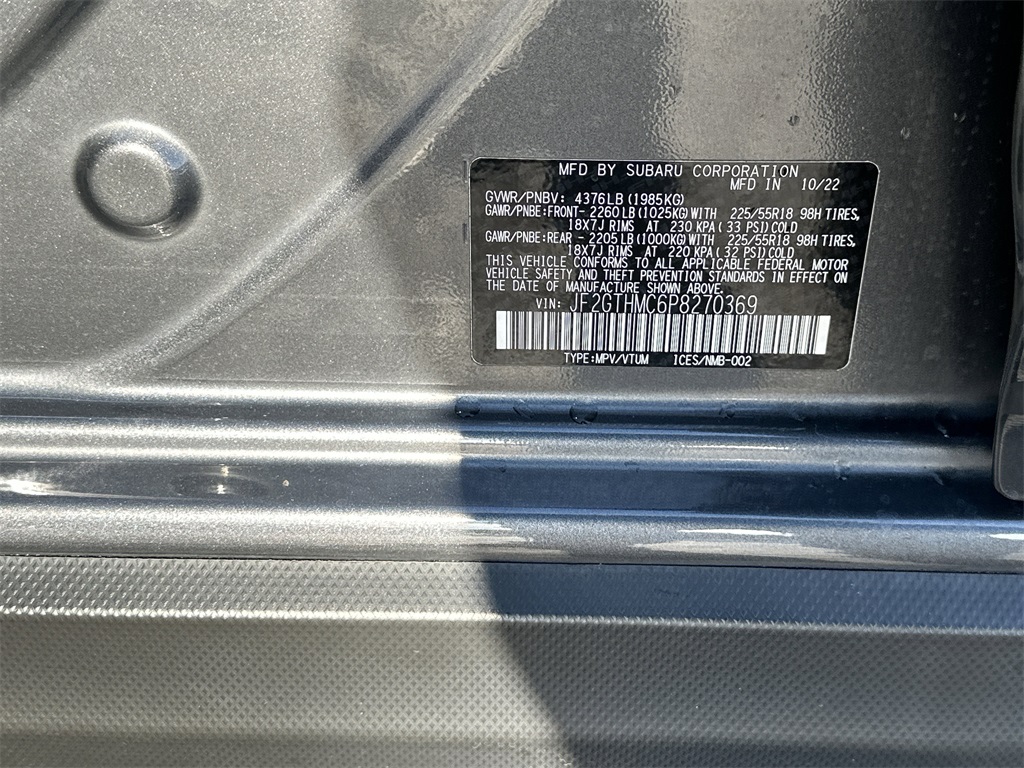 MFD BY SUBARU CORPORATION
MFD IN 10/22
GVWR/PNBV: 4376LB (1985KG)
GAWR/PNBE:FRONT- 2260LB (1025KG) WITH 225/55R18 98H TIRES,
18X7J RIMS AT 230 KPA ( 33 PSI) COLD
GAWR/PNBE:REAR - 2205LB (1000KG) WITH 225/55R18 98H TIRES,
18X7J RIMS AT 220 KPA ( 32 PSI) COLD
THIS VEHICLE CONFORMS TO ALL APPLICABLE FEDERAL MOTOR
VEHICLE SAFETY AND THEFT PREVENTION STANDARDS IN EFFECT ON
THE DATE OF MANUFACTURE SHOWN ABOVE.
VIN: JF2GTHMC6P8270369
TYPE:MPV/VTUM ICES/NMB-002